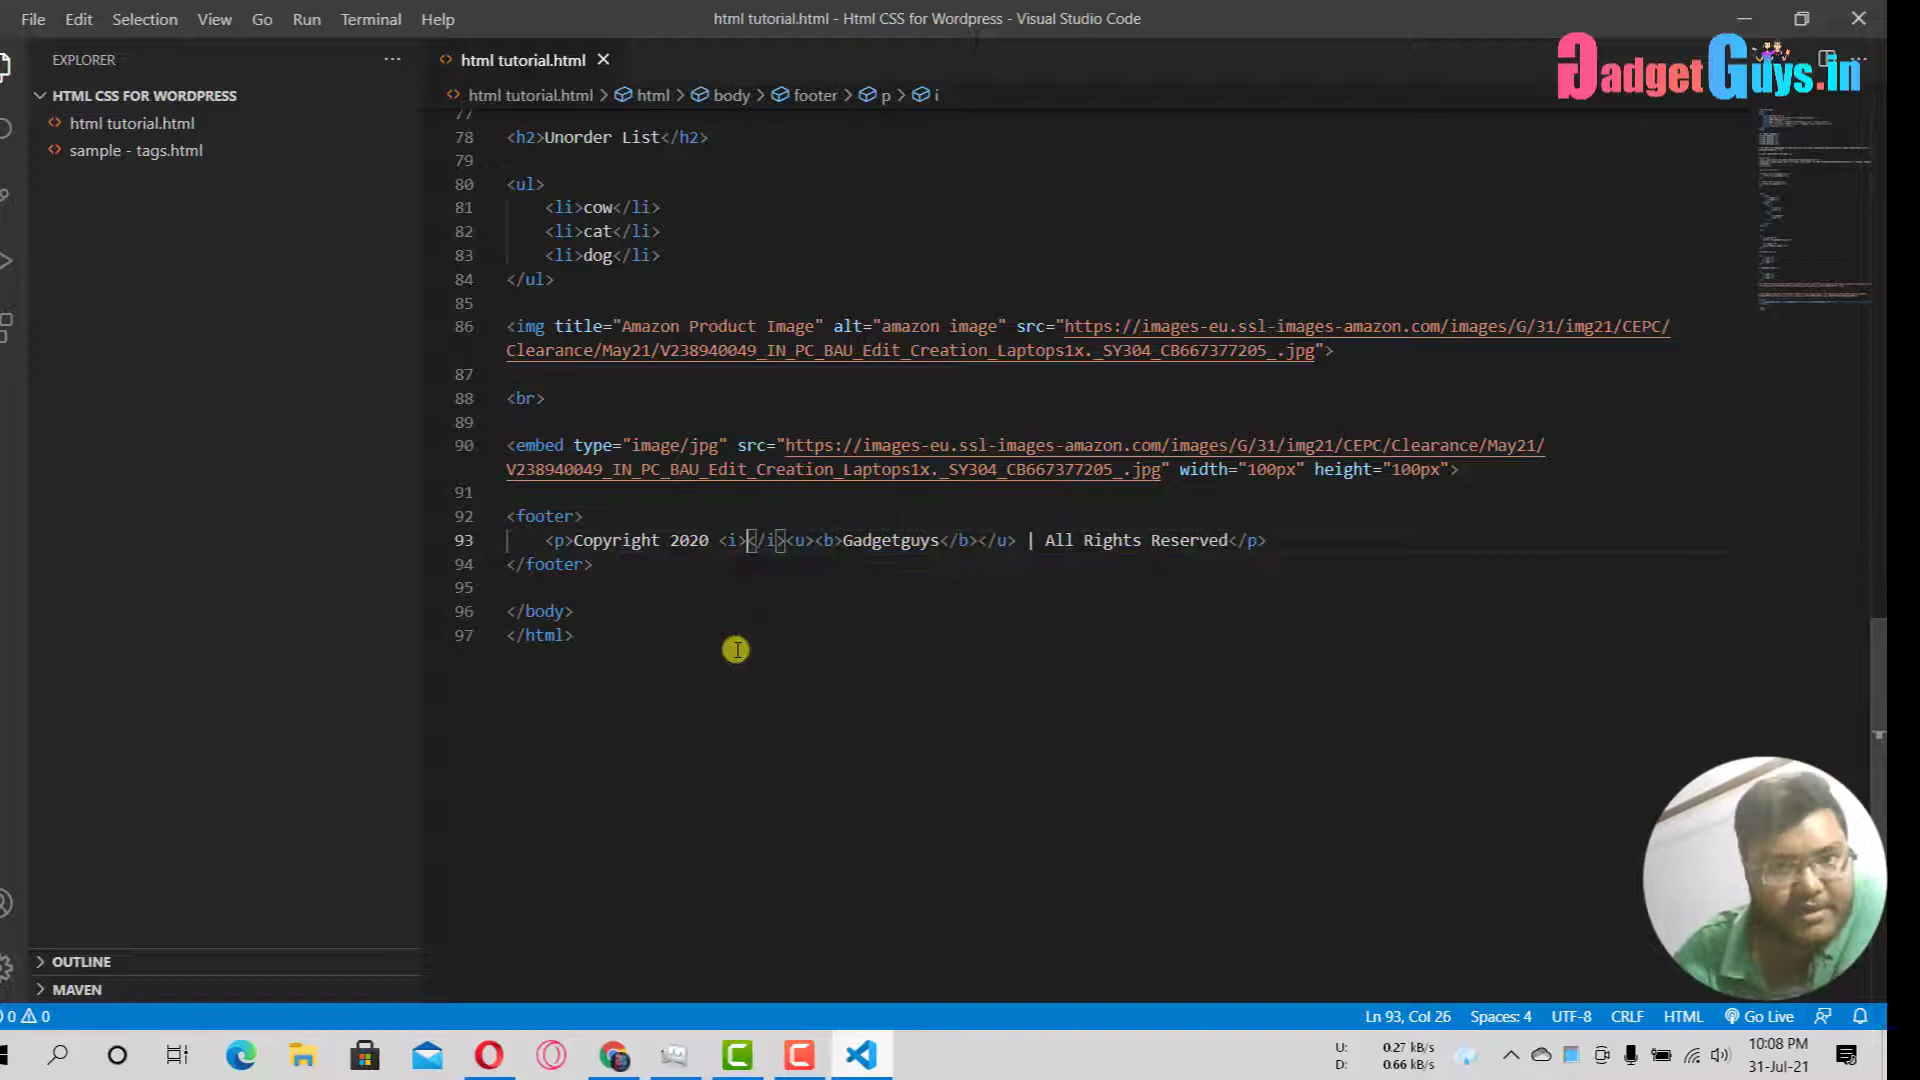 File Edit Selection View Go Run Terminal Help
html tutorial.html - Html CSS for Wordpress - Visual Studio Code
GadgetGuys.in
EXPLORER
HTML CSS FOR WORDPRESS
html tutorial.html
sample - tags.html
OUTLINE
MAVEN
html tutorial.html
html tutorial.html > html > body > footer > p > i
77
78 <h2>Unorder List</h2>
79
80 <ul>
81 <li>cow</li>
82 <li>cat</li>
83 <li>dog</li>
84 </ul>
85
86 <img title="Amazon Product Image" alt="amazon image" src="https://images-eu.ssl-images-amazon.com/images/G/31/img21/CEPC/
Clearance/May21/V238940049_IN_PC_BAU_Edit_Creation_Laptops1x._SY304_CB667377205_.jpg">
87
88 <br>
89
90 <embed type="image/jpg" src="https://images-eu.ssl-images-amazon.com/images/G/31/img21/CEPC/Clearance/May21/
V238940049_IN_PC_BAU_Edit_Creation_Laptops1x._SY304_CB667377205_.jpg" width="100px" height="100px">
91
92 <footer>
93 <p>Copyright 2020 <i></i><u><b>Gadgetguys</b></u> | All Rights Reserved</p>
94 </footer>
95
96 </body>
97 </html>
0 0
Ln 93, Col 26 Spaces: 4 UTF-8 CRLF HTML Go Live
U: 0.27 kB/s
D: 0.66 kB/s
10:08 PM
31-Jul-21